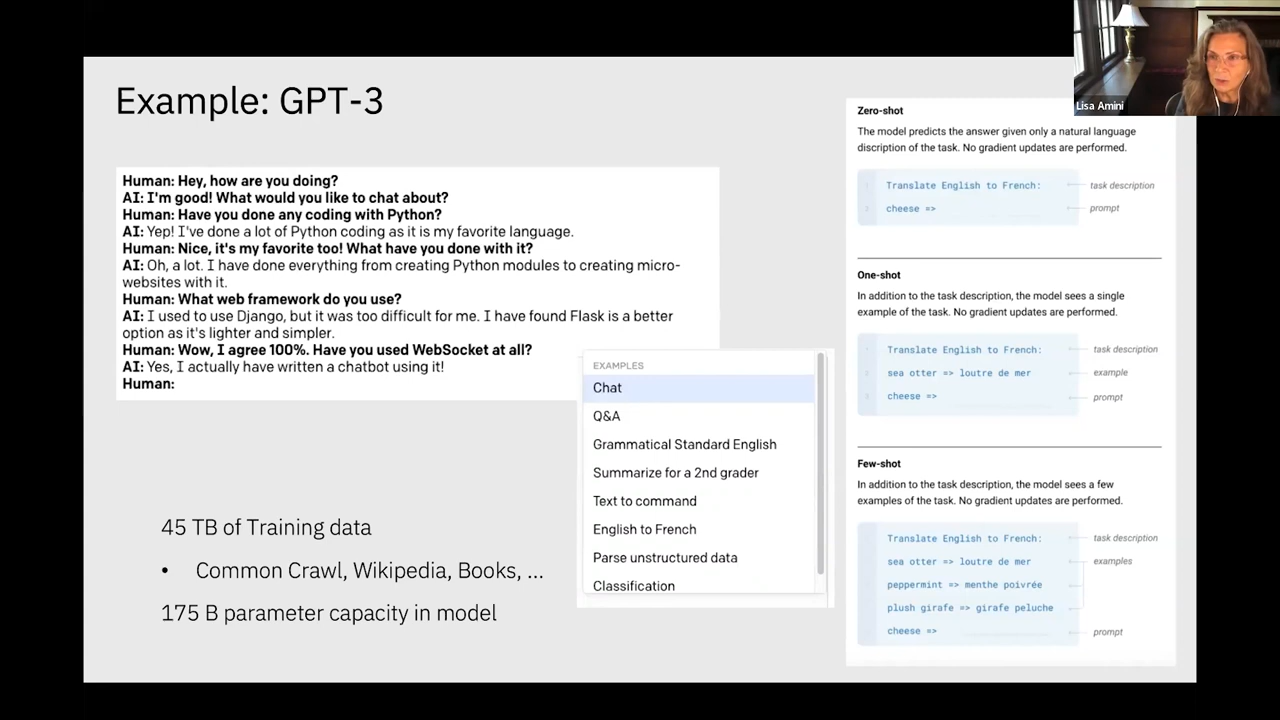 Example: GPT-3
Human: Hey, how are you doing?
AI: I'm good! What would you like to chat about?
Human: Have you done any coding with Python?
AI: Yep! I've done a lot of Python coding as it is my favorite language.
Human: Nice, it's my favorite too! What have you done with it?
AI: Oh, a lot. I have done everything from creating Python modules to creating micro-
websites with it.
Human: What web framework do you use?
AI: I used to use Django, but it was too difficult for me. I have found Flask is a better
option as it's lighter and simpler.
Human: Wow, I agree 100%. Have you used WebSocket at all?
AI: Yes, I actually have written a chatbot using it!
Human:
EXAMPLES
Chat
Q&A
Grammatical Standard English
Summarize for a 2nd grader
Text to command
English to French
Parse unstructured data
Classification
45 TB of Training data
• Common Crawl, Wikipedia, Books, ...
175 B parameter capacity in model
Zero-shot
The model predicts the answer given only a natural language
discription of the task. No gradient updates are performed.
Translate English to French: task description
cheese => prompt
One-shot
In addition to the task description, the model sees a single
example of the task. No gradient updates are performed.
Translate English to French: task description
sea otter => loutre de mer example
cheese => prompt
Few-shot
In addition to the task description, the model sees a few
examples of the task. No gradient updates are performed.
Translate English to French: task description
sea otter => loutre de mer examples
peppermint => menthe poivrée
plush girafe => girafe peluche
cheese => prompt
Lisa Amini